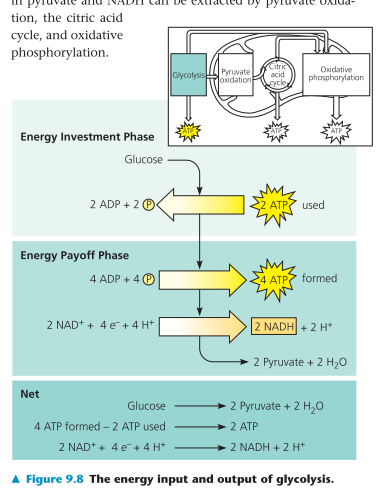 in pyruvate and NADH can be extracted by pyruvate oxida-
tion, the citric acid
cycle, and oxidative
phosphorylation.
Glycolysis
Pyruvate
oxidation
Citric
acid
cycle
Oxidative
phosphorylation
ATP
ATP
ATP
Energy Investment Phase
Glucose
2 ADP + 2 P
2 ATP used
Energy Payoff Phase
4 ADP + 4 P
4 ATP formed
2 NAD⁺ + 4 e⁻ + 4 H⁺
2 NADH + 2 H⁺
2 Pyruvate + 2 H₂O
Net
Glucose → 2 Pyruvate + 2 H₂O
4 ATP formed – 2 ATP used → 2 ATP
2 NAD⁺ + 4 e⁻ + 4 H⁺ → 2 NADH + 2 H⁺
▲ Figure 9.8 The energy input and output of glycolysis.